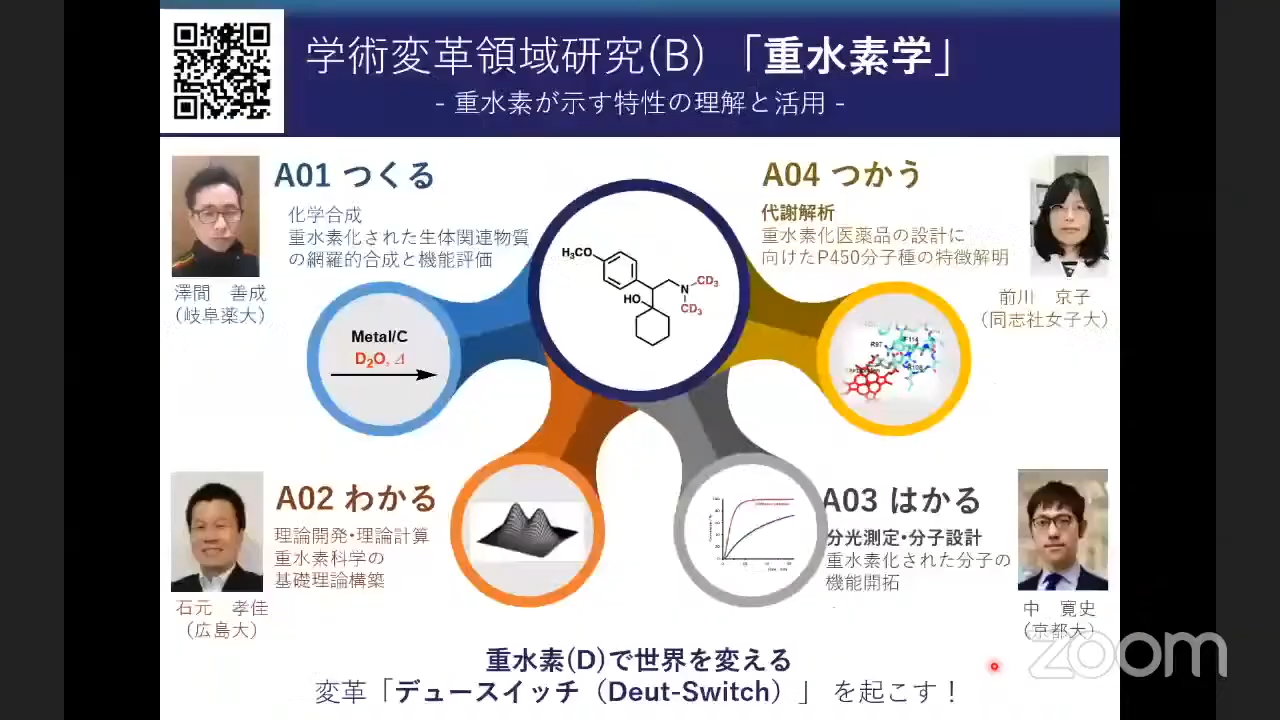 学術変革領域研究(B) 「重水素学」
- 重水素が示す特性の理解と活用 -
A01 つくる
化学合成
重水素化された生体関連物質
の網羅的合成と機能評価
澤間 善成
（岐阜薬大）
Metal/C
D₂O, Δ
H₃CO
HO
N
CD₃
CD₃
A04 つかう
代謝解析
重水素化医薬品の設計に
向けたP450分子種の特徴解明
前川 京子
（同志社女子大）
R97
F114
A02 わかる
理論開発・理論計算
重水素科学の
基礎理論構築
石元 孝佳
（広島大）
A03 はかる
分光測定・分子設計
重水素化された分子の
機能開拓
中 寛史
（京都大）
重水素(D)で世界を変える
変革「デュースイッチ（Deut-Switch）」 を起こす！
zoom